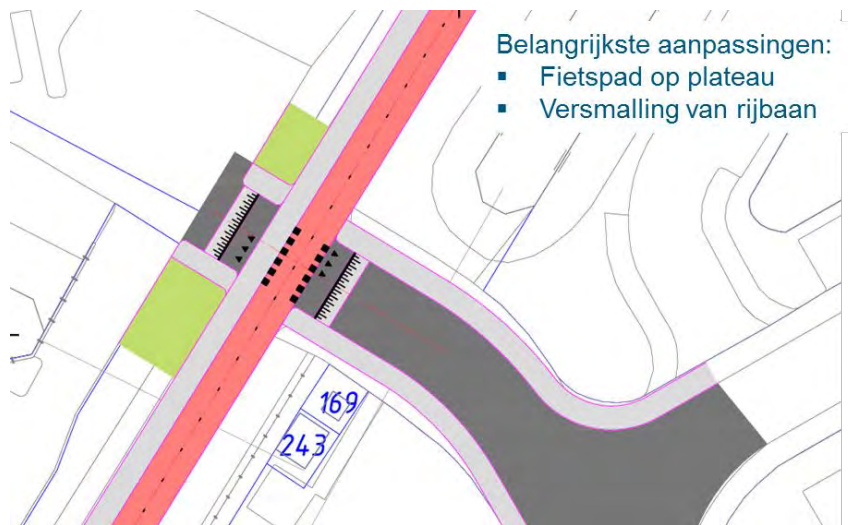 Belangrijkste aanpassingen:
▪ Fietspad op plateau
▪ Versmalling van rijbaan
169
243